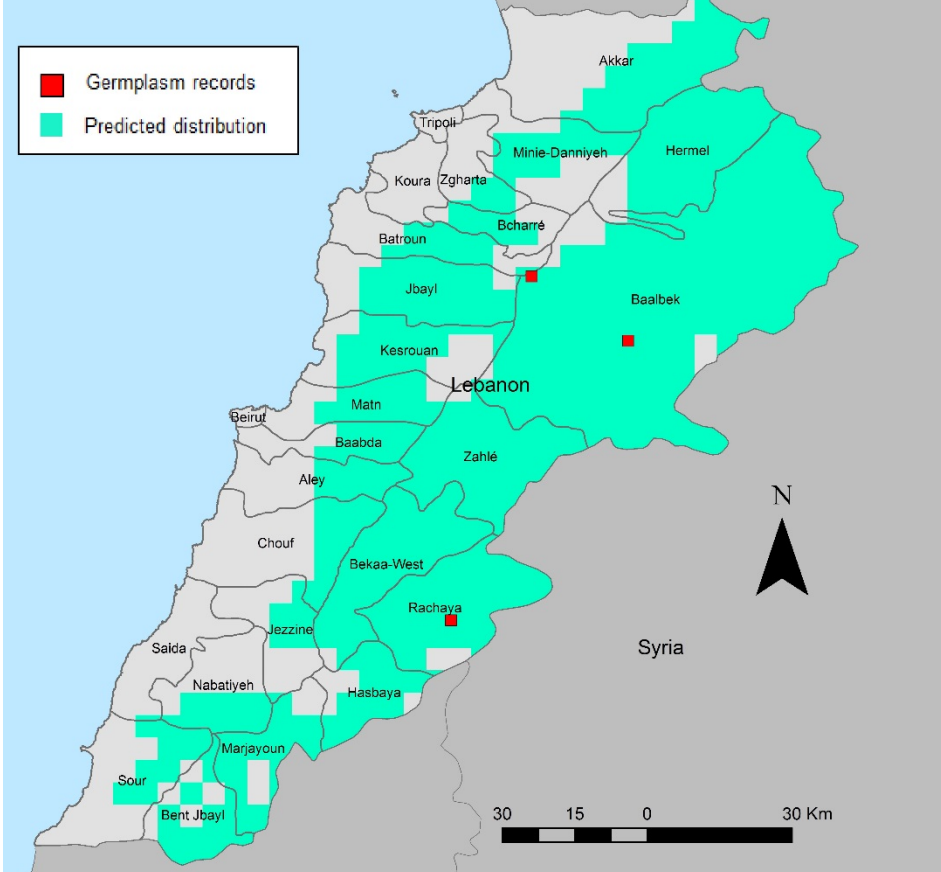 Germplasm records
Predicted distribution
Akkar
Tripoli
Minie-Danniyeh
Hermel
Koura
Zgharta
Bcharré
Batroun
Jbayl
Baalbek
Kesrouan
Lebanon
Matn
Beirut
Baabda
Zahlé
Aley
Chouf
Bekaa-West
Rachaya
Jezzine
Saida
Syria
Nabatiyeh
Hasbaya
Marjayoun
Sour
Bent Jbayl
N
30 15 0 30 Km